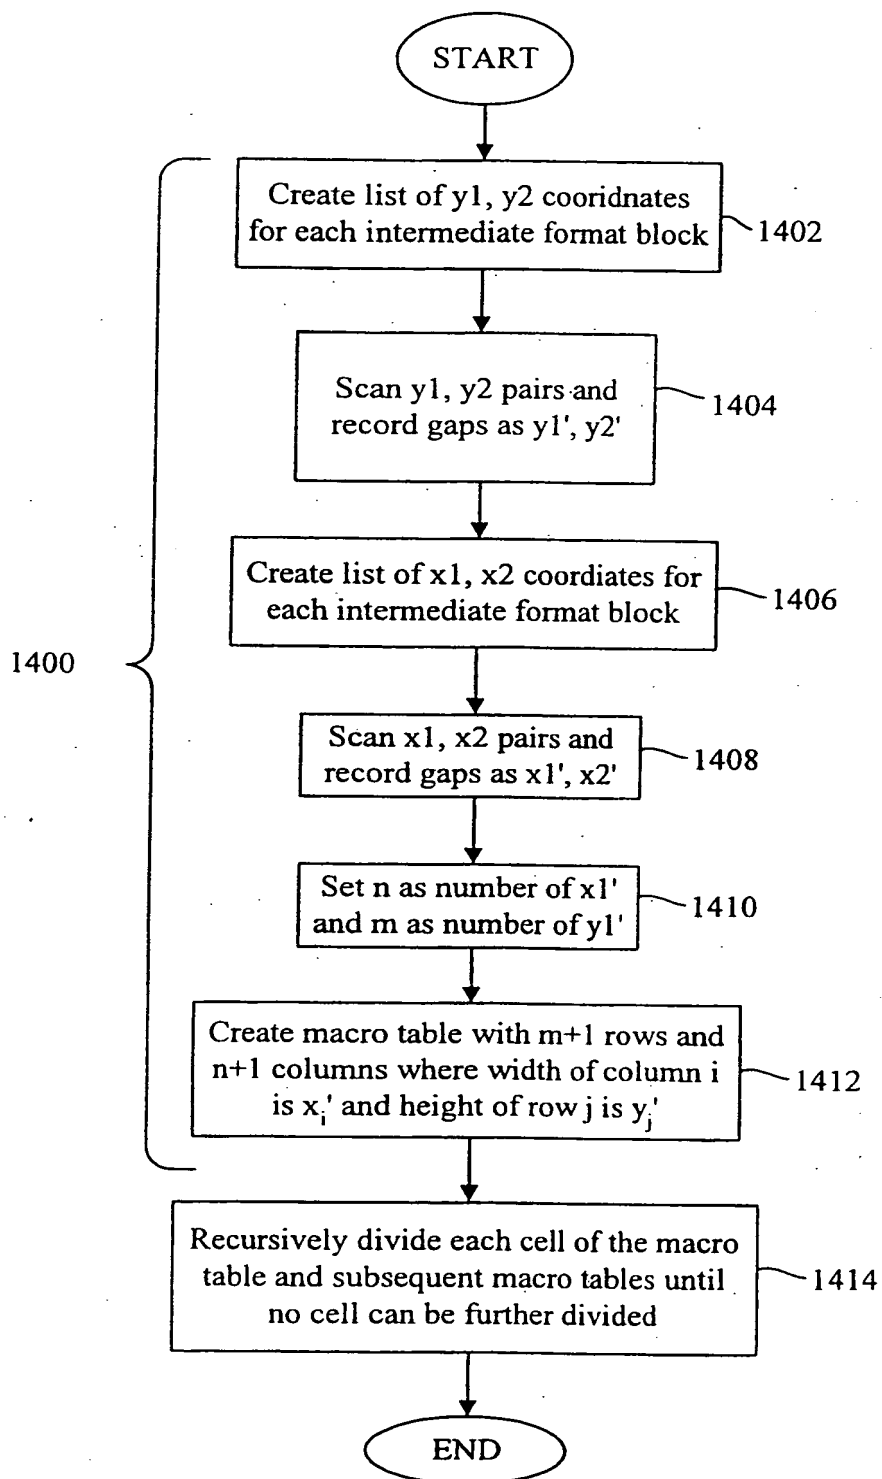 START
Create list of y1, y2 cooridnates
for each intermediate format block
1402
Scan y1, y2 pairs and
record gaps as y1', y2'
1404
Create list of x1, x2 coordiates for
each intermediate format block
1406
1400
Scan x1, x2 pairs and
record gaps as x1', x2'
1408
Set n as number of x1'
and m as number of y1'
1410
Create macro table with m+1 rows and
n+1 columns where width of column i
is xi' and height of row j is yj'
1412
Recursively divide each cell of the macro
table and subsequent macro tables until
no cell can be further divided
1414
END